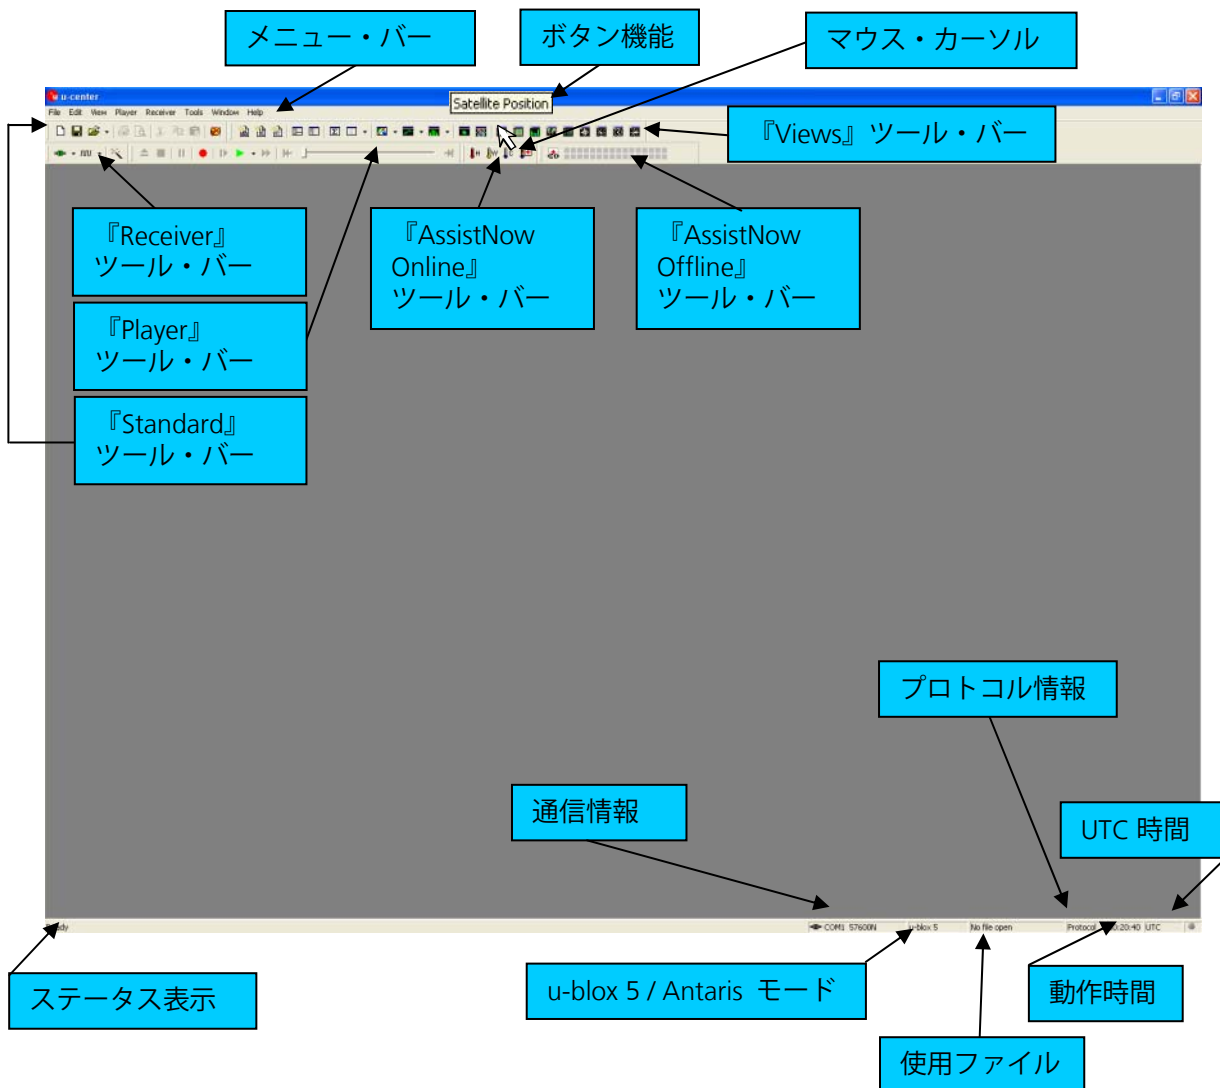 メニュー・バー
ボタン機能
マウス・カーソル
u-center
Satellite Position
File Edit View Player Receiver Tools Window Help
『Views』ツール・バー
『Receiver』
ツール・バー
『AssistNow
Online』
ツール・バー
『AssistNow
Offline』
ツール・バー
『Player』
ツール・バー
『Standard』
ツール・バー
プロトコル情報
通信情報
UTC 時間
COM1 57600N
u-blox 5
No file open
Protocol
UTC
ステータス表示
u-blox 5 / Antaris モード
動作時間
使用ファイル